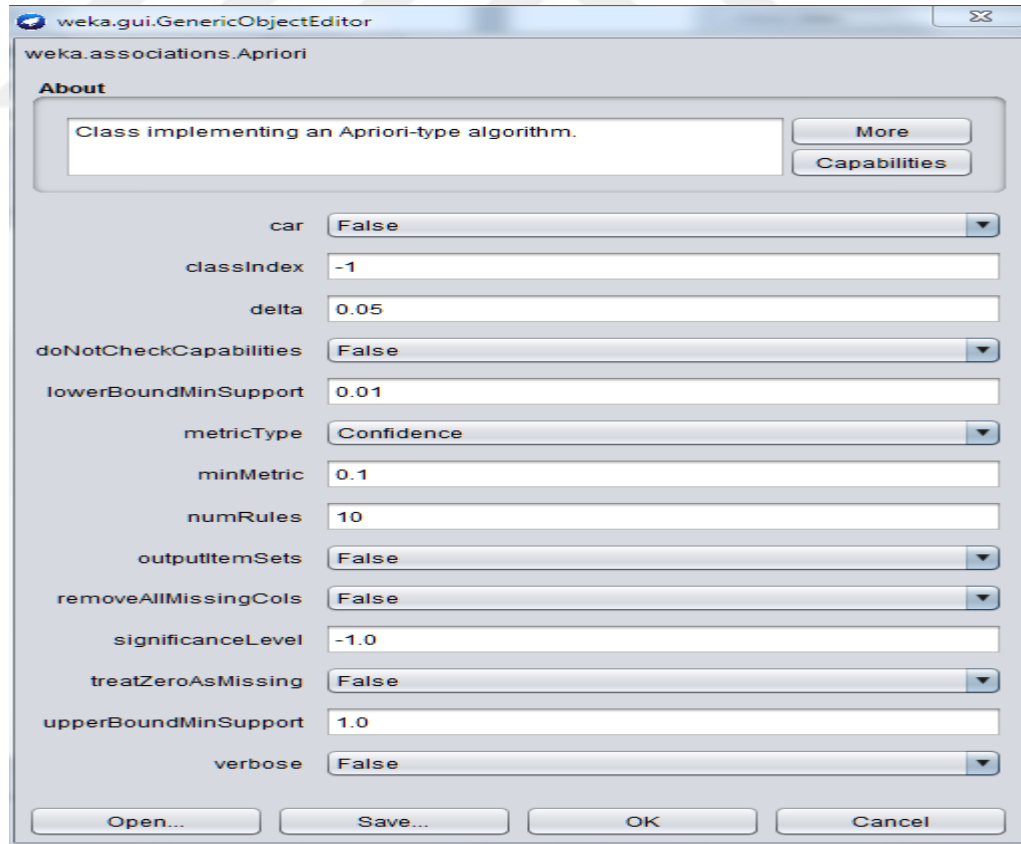 weka.gui.GenericObjectEditor
weka.associations.Apriori
About
Class implementing an Apriori-type algorithm.
More
Capabilities
car False
classIndex -1
delta 0.05
doNotCheckCapabilities False
lowerBoundMinSupport 0.01
metricType Confidence
minMetric 0.1
numRules 10
outputItemSets False
removeAllMissingCols False
significanceLevel -1.0
treatZeroAsMissing False
upperBoundMinSupport 1.0
verbose False
Open... Save... OK Cancel